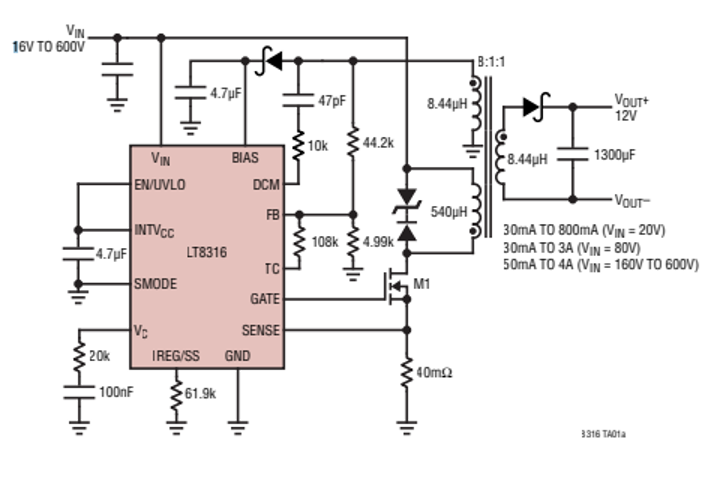 VIN
16V TO 600V
8:1:1
4.7µF
47pF
8.44µH
VOUT+
12V
10k
44.2k
VIN
BIAS
8.44µH
1300µF
EN/UVLO
DCM
VOUT–
FB
540µH
INTVCC
30mA TO 800mA (VIN = 20V)
LT8316
108k
4.99k
30mA TO 3A (VIN = 80V)
4.7µF
50mA TO 4A (VIN = 160V TO 600V)
TC
SMODE
M1
GATE
VC
SENSE
20k
IREG/SS
GND
40mΩ
100nF
61.9k
8316 TA01a